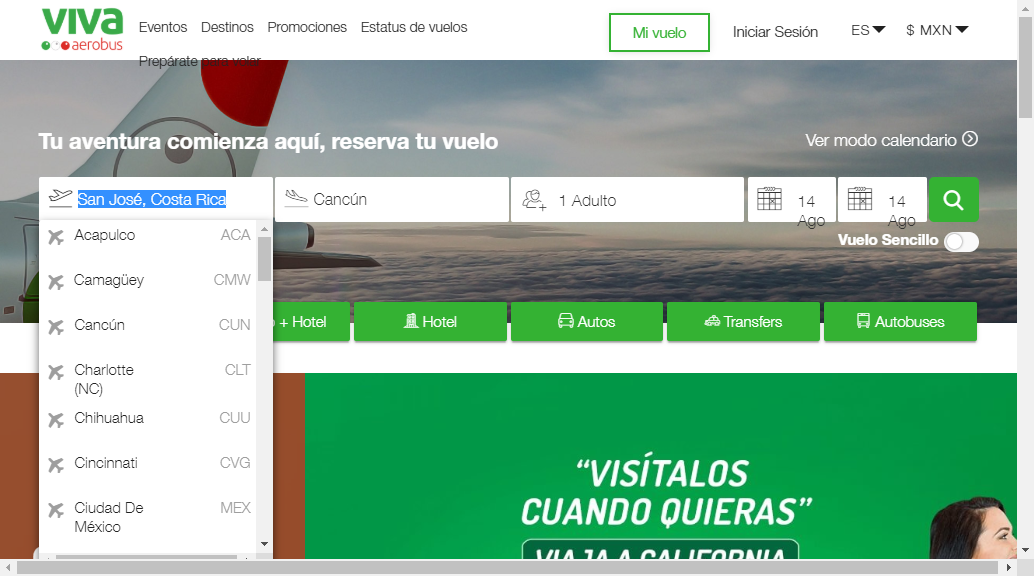 viva
aerobus
Eventos Destinos Promociones Estatus de vuelos
Prepárate para volar
Mi vuelo
Iniciar Sesión
ES
$ MXN
Tu aventura comienza aquí, reserva tu vuelo
Ver modo calendario
San José, Costa Rica
Cancún
1 Adulto
14
Ago
14
Ago
Vuelo Sencillo
Acapulco ACA
Camagüey CMW
Cancún CUN
Charlotte
(NC) CLT
Chihuahua CUU
Cincinnati CVG
Ciudad De
México MEX
+ Hotel
Hotel
Autos
Transfers
Autobuses
“VISÍTALOS
CUANDO QUIERAS”
VIAJA A CALIFORNIA